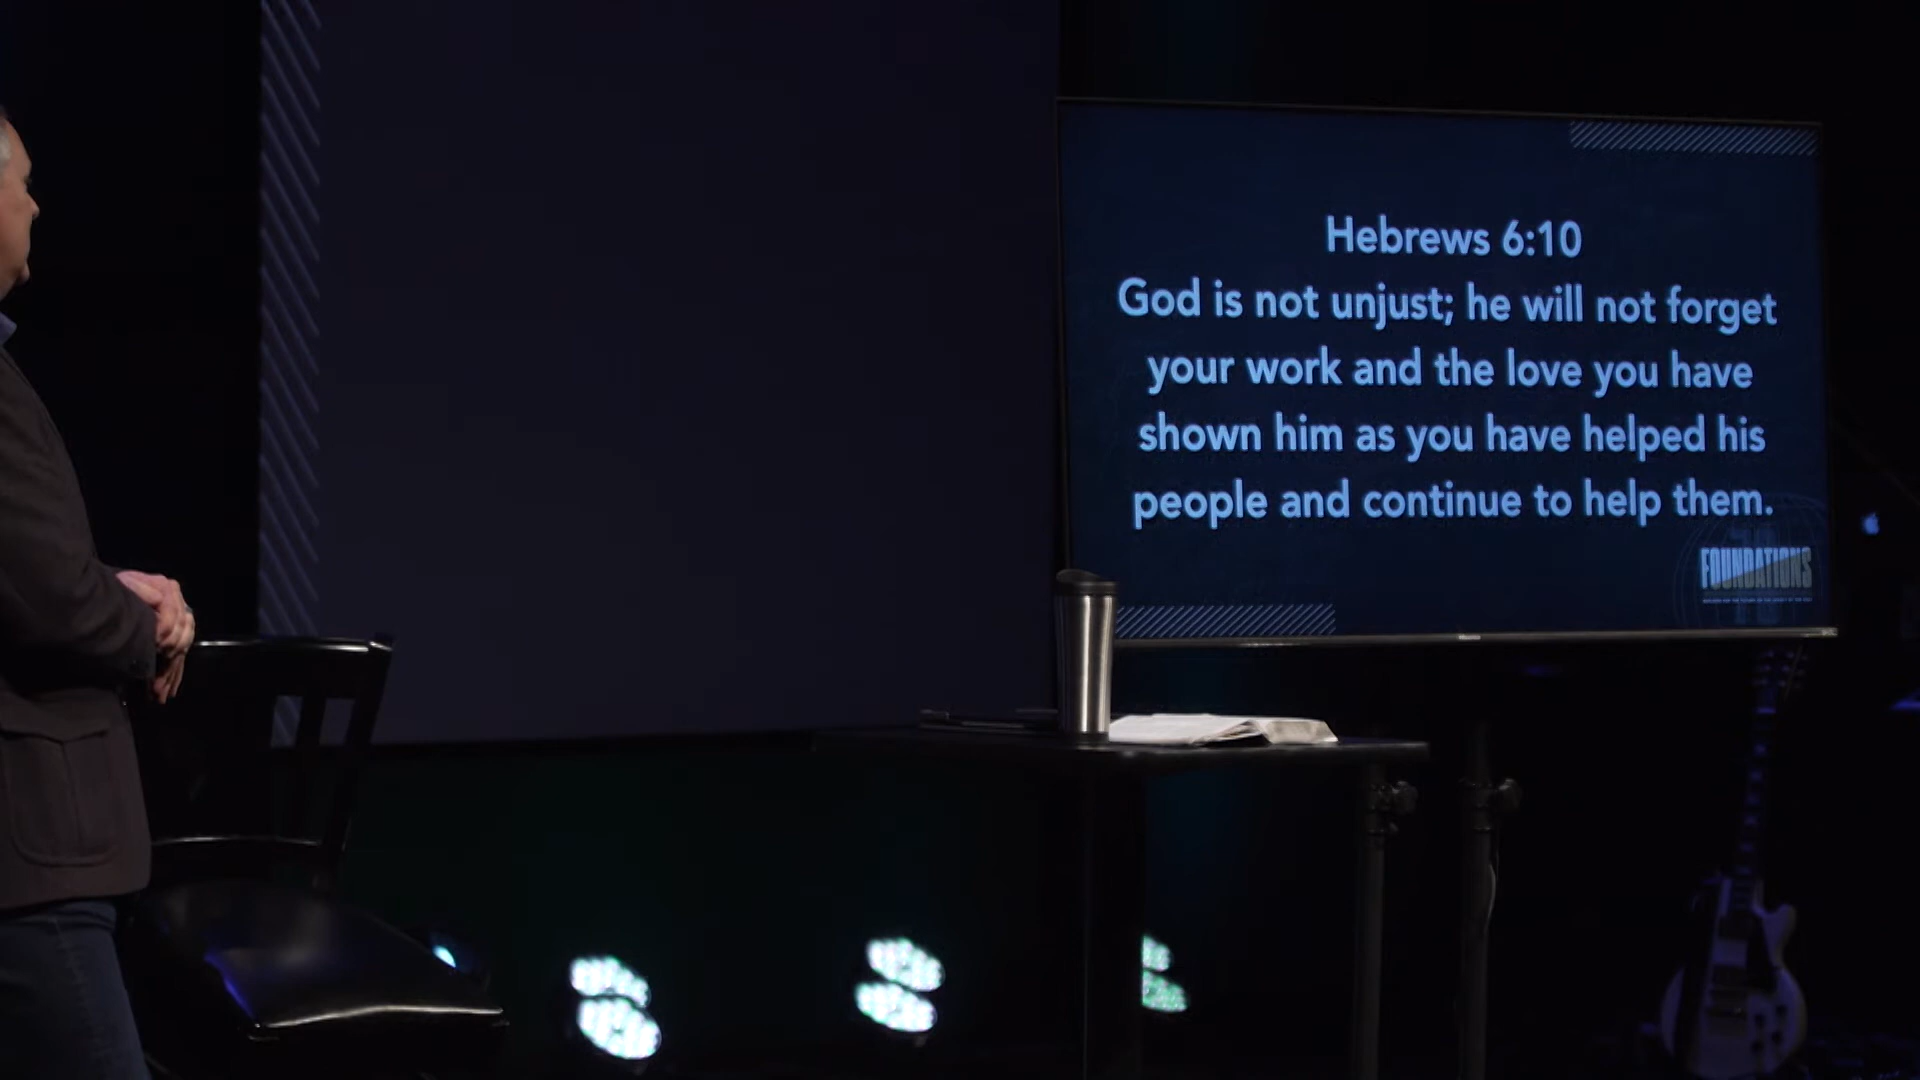 Hebrews 6:10
God is not unjust; he will not forget
your work and the love you have
shown him as you have helped his
people and continue to help them.
FOUNDATIONS
Hisense